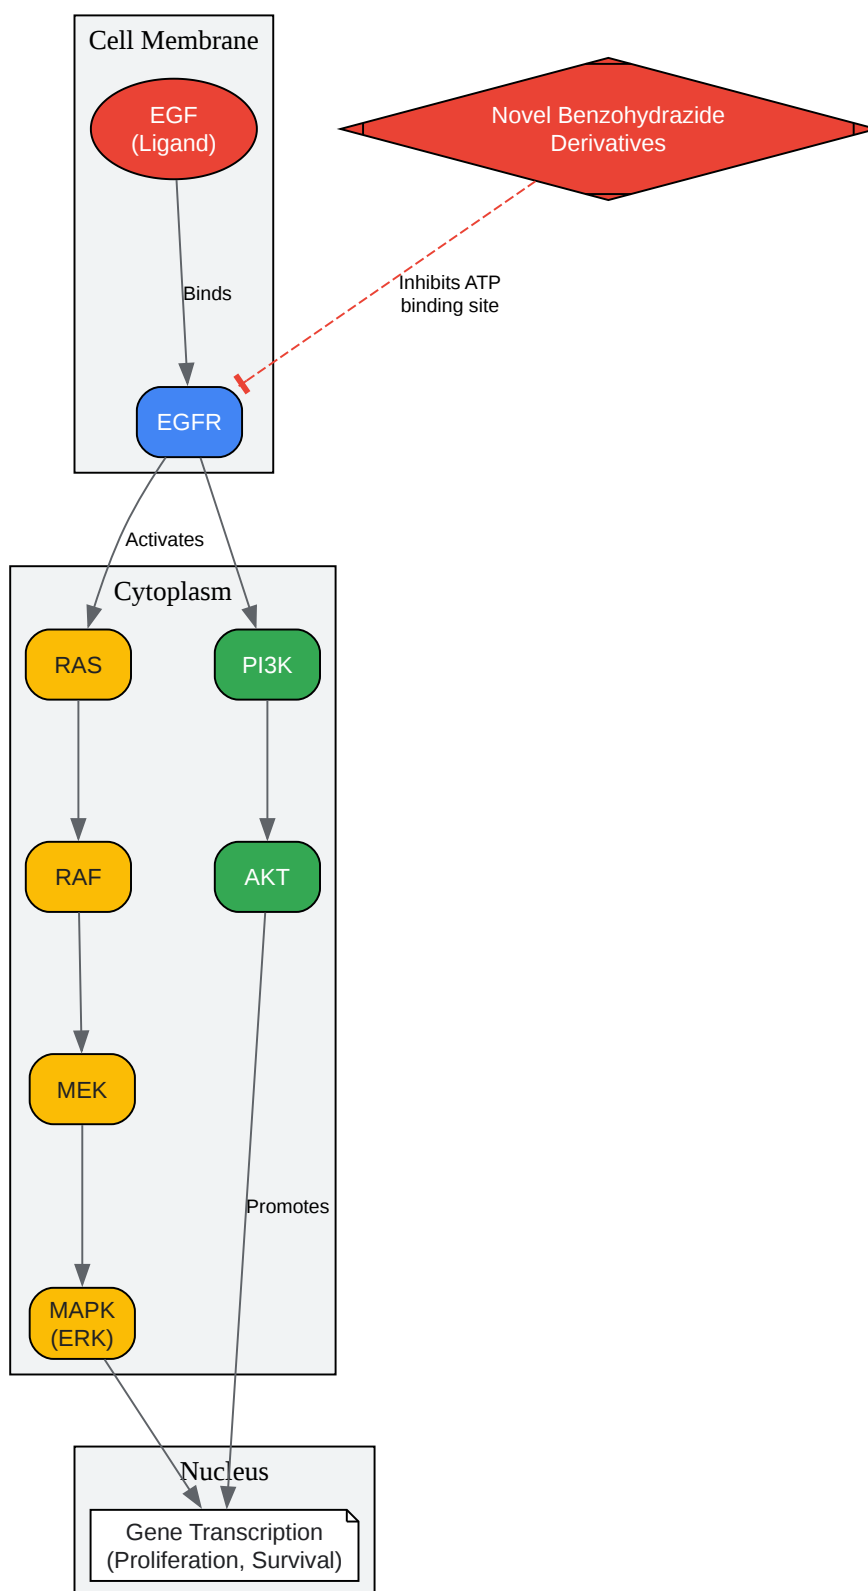 Cell Membrane
EGF
(Ligand)
Novel Benzohydrazide
Derivatives
Binds
Inhibits ATP
binding site
EGFR
Activates
Cytoplasm
RAS
PI3K
RAF
AKT
MEK
Promotes
MAPK
(ERK)
Nucleus
Gene Transcription
(Proliferation, Survival)